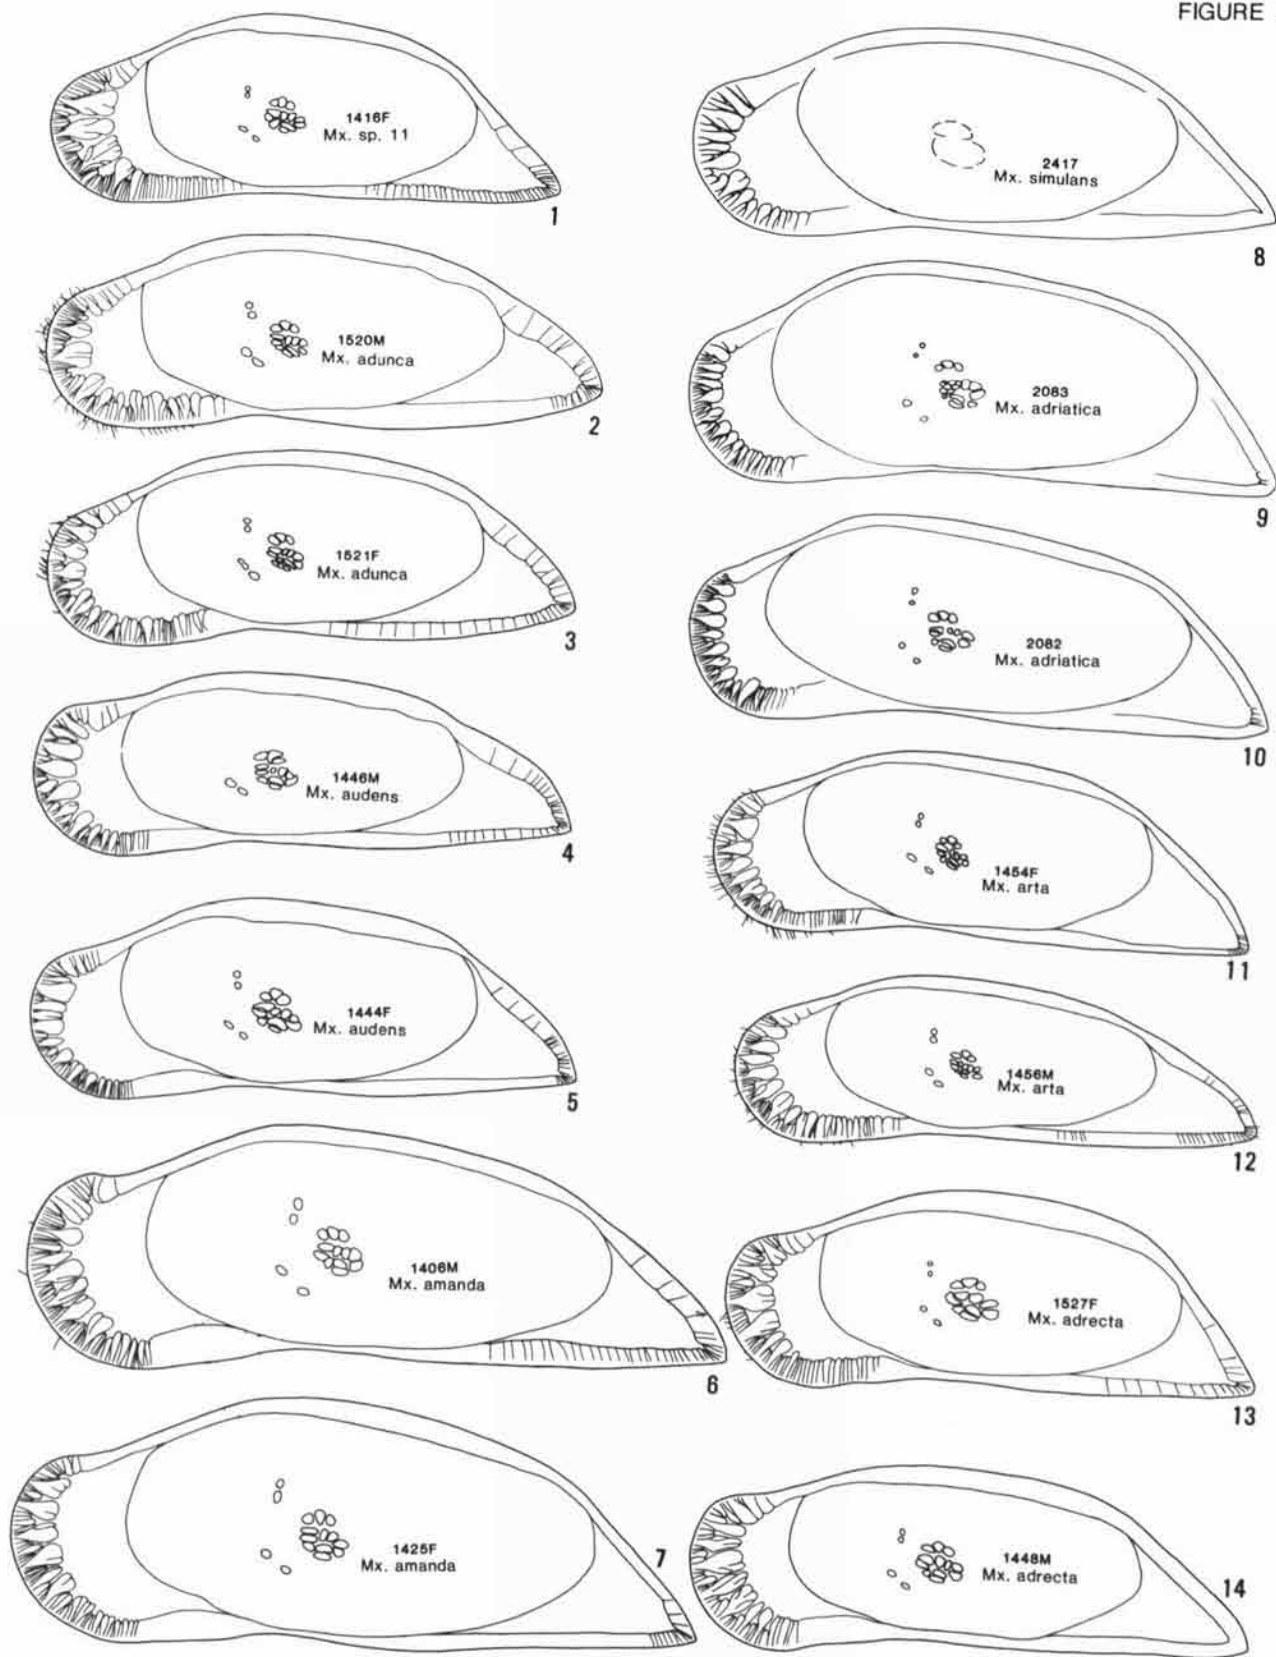 FIGURE
1416F
Mx. sp. 11
1
1520M
Mx. adunca
2
1521F
Mx. adunca
3
1446M
Mx. audens
4
1444F
Mx. audens
5
1406M
Mx. amanda
6
1425F
Mx. amanda
7
2417
Mx. simulans
8
2083
Mx. adriatica
9
2082
Mx. adriatica
10
1454F
Mx. arta
11
1456M
Mx. arta
12
1527F
Mx. adrecta
13
1448M
Mx. adrecta
14